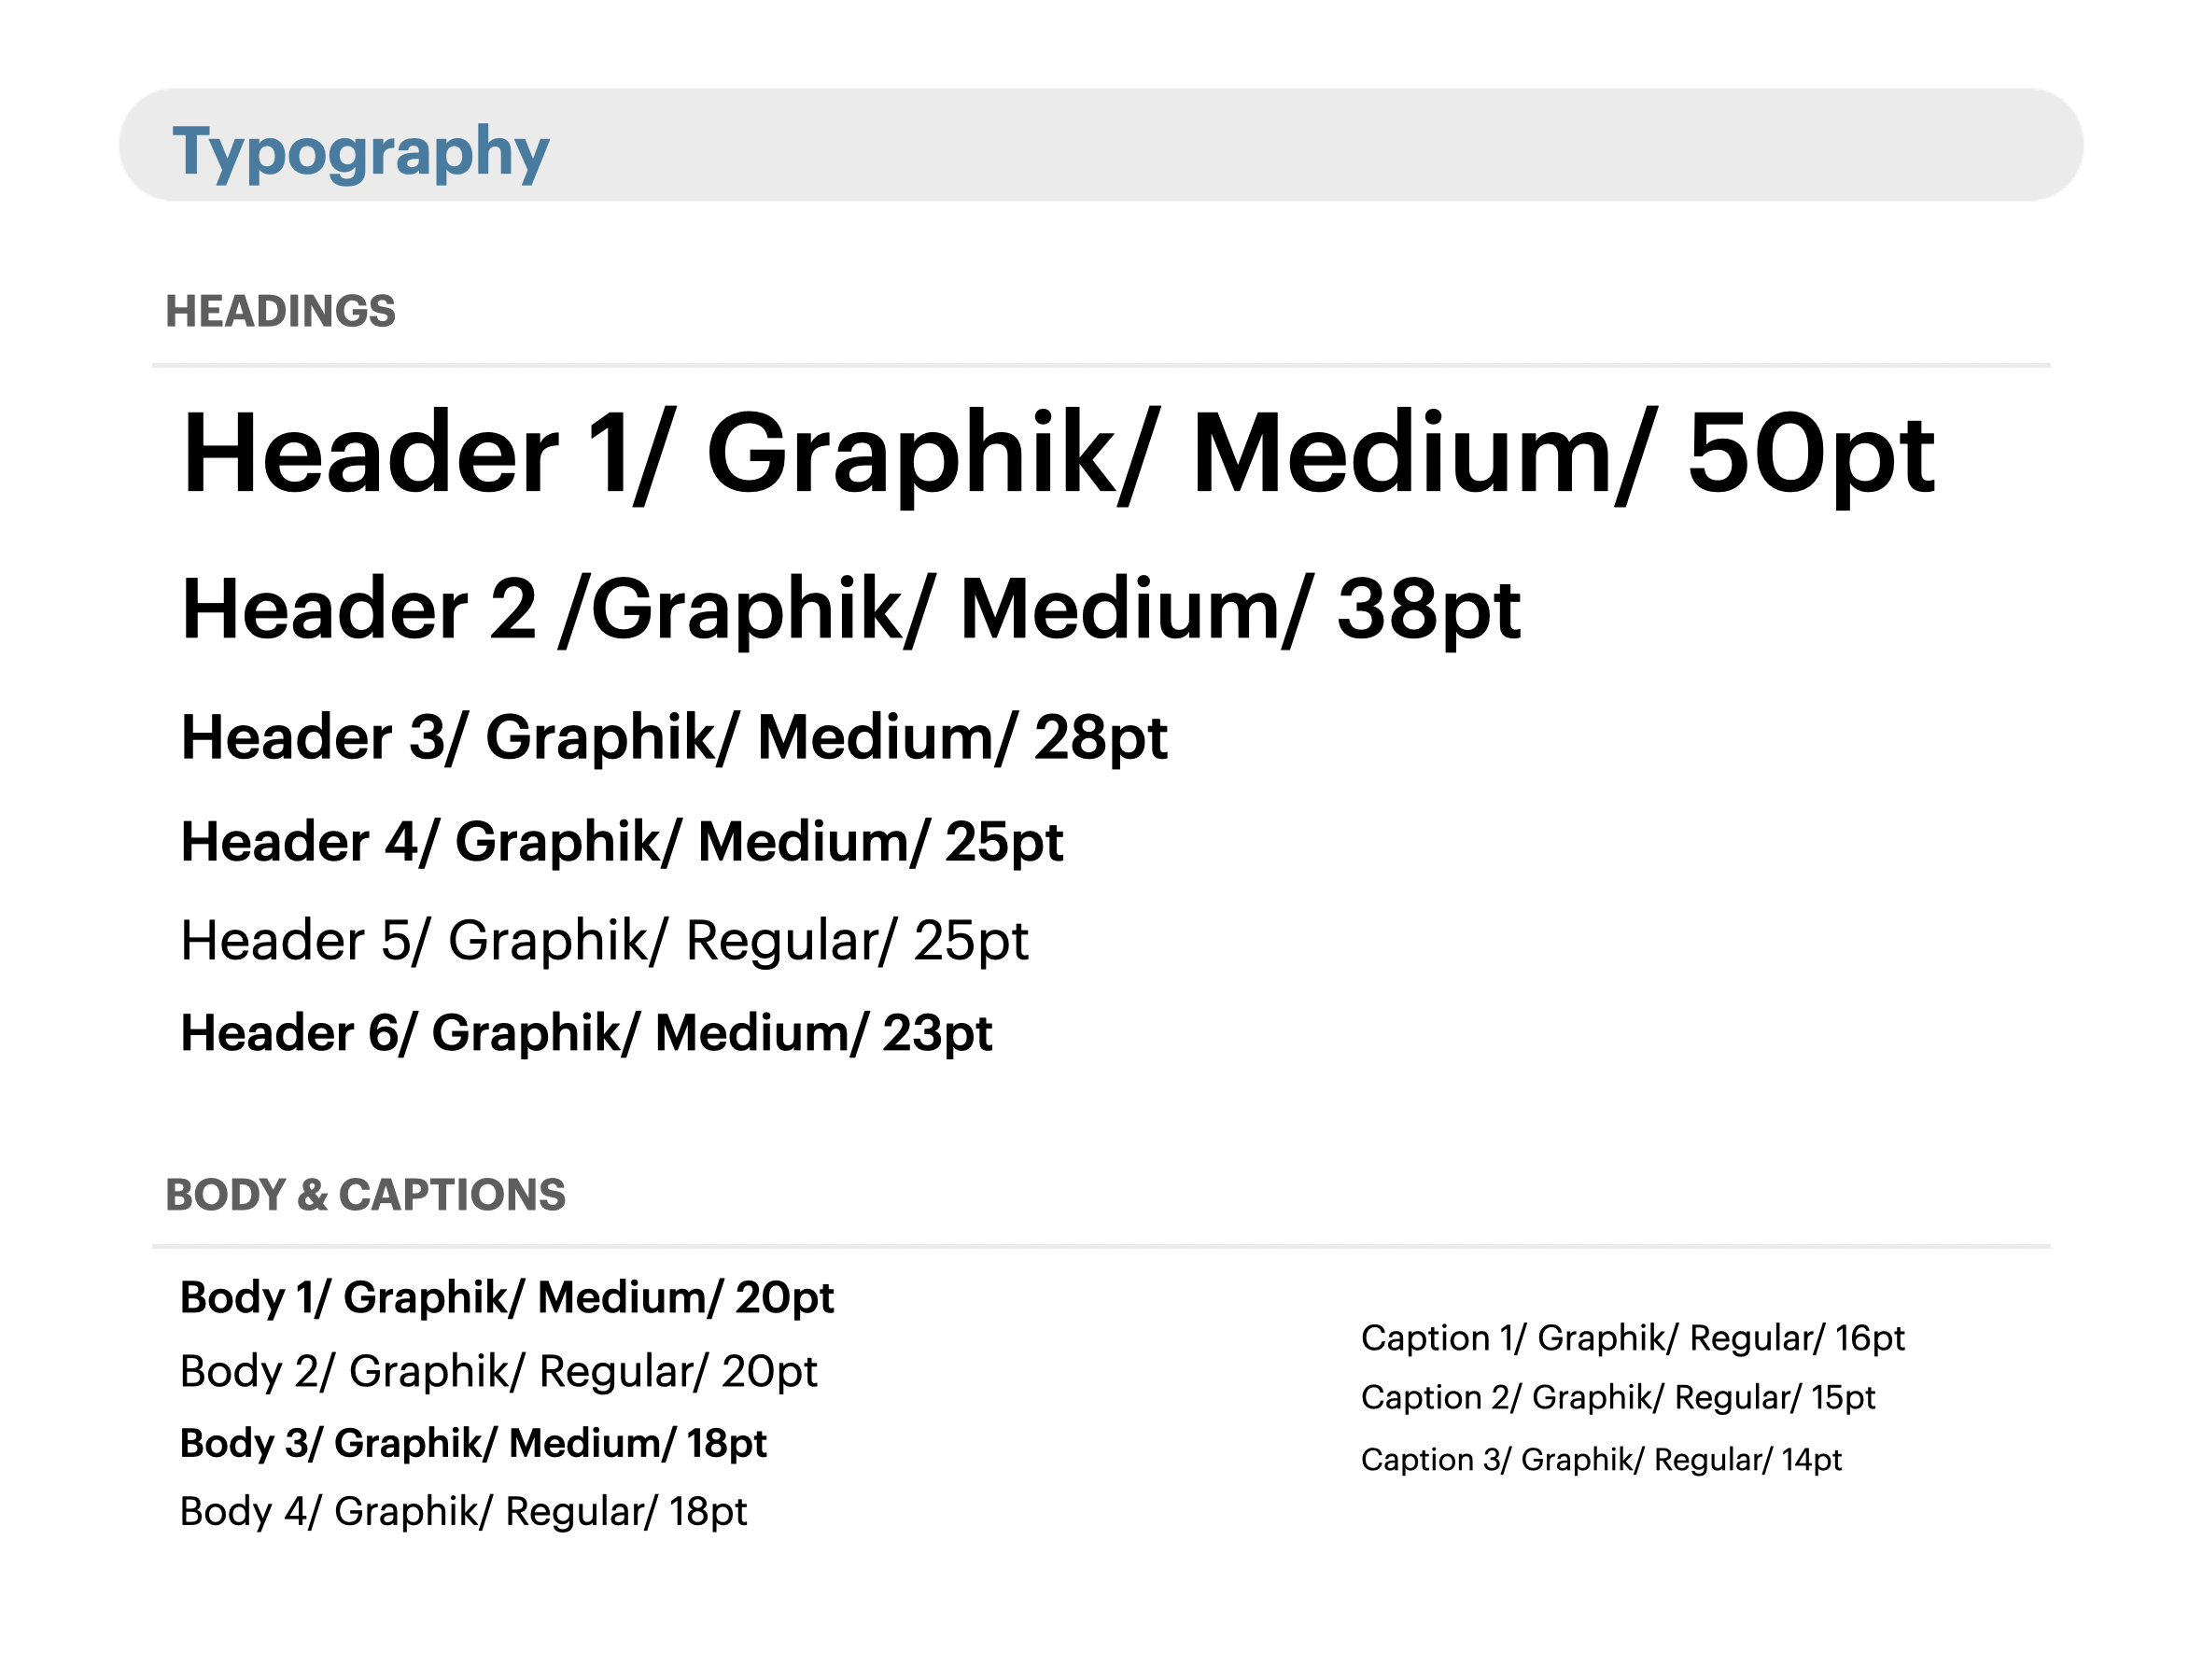 Typography
HEADINGS
Header 1/ Graphik/ Medium/ 50pt
Header 2 /Graphik/ Medium/ 38pt
Header 3/ Graphik/ Medium/ 28pt
Header 4/ Graphik/ Medium/ 25pt
Header 5/ Graphik/ Regular/ 25pt
Header 6/ Graphik/ Medium/ 23pt
BODY & CAPTIONS
Body 1/ Graphik/ Medium/ 20pt
Body 2/ Graphik/ Regular/ 20pt
Body 3/ Graphik/ Medium/ 18pt
Body 4/ Graphik/ Regular/ 18pt
Caption 1/ Graphik/ Regular/ 16pt
Caption 2/ Graphik/ Regular/ 15pt
Caption 3/ Graphik/ Regular/ 14pt